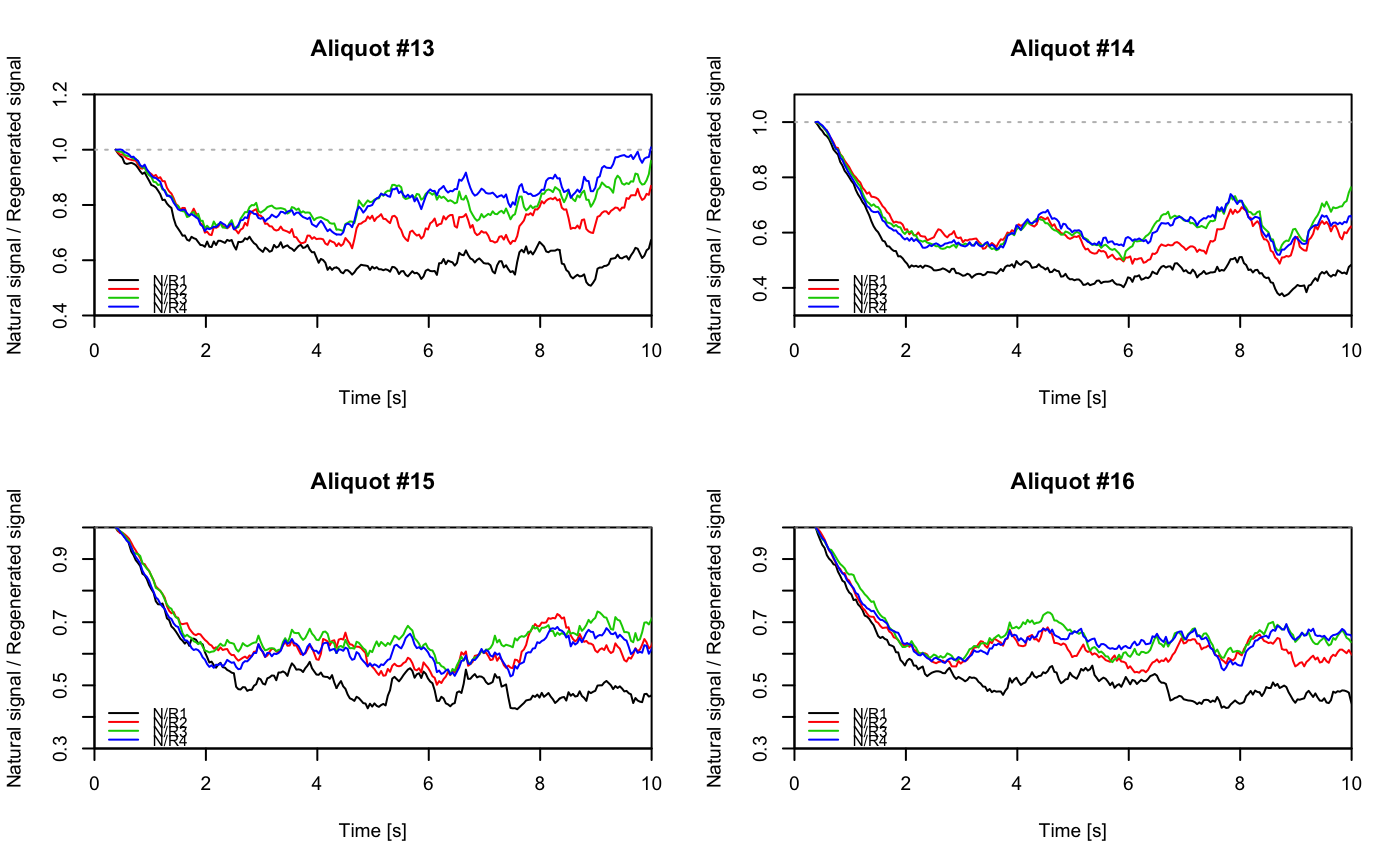 Aliquot #13
Natural signal / Regenerated signal
0.4 0.6 0.8 1.0 1.2
N/R1
N/R2
N/R3
N/R4
0 2 4 6 8 10
Time [s]
Aliquot #14
Natural signal / Regenerated signal
0.4 0.6 0.8 1.0
N/R1
N/R2
N/R3
N/R4
0 2 4 6 8 10
Time [s]
Aliquot #15
Natural signal / Regenerated signal
0.3 0.5 0.7 0.9
N/R1
N/R2
N/R3
N/R4
0 2 4 6 8 10
Time [s]
Aliquot #16
Natural signal / Regenerated signal
0.3 0.5 0.7 0.9
N/R1
N/R2
N/R3
N/R4
0 2 4 6 8 10
Time [s]